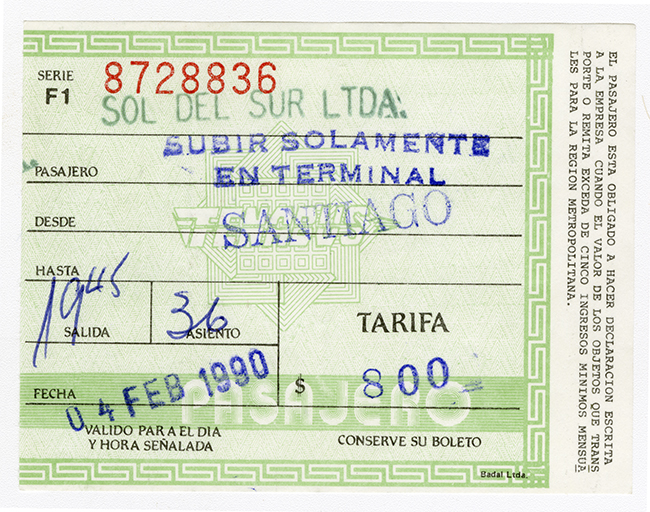 SERIE
F1
8728836
SOL DEL SUR LTDA.
SUBIR SOLAMENTE
EN TERMINAL
PASAJERO
SANTIAGO
DESDE
HASTA
19 45
SALIDA
36
ASIENTO
TARIFA
FECHA
04 FEB 1990
$ 800=
PASAJERO
VALIDO PARA EL DIA
Y HORA SEÑALADA
CONSERVE SU BOLETO
Badal Ltda.
EL PASAJERO ESTA OBLIGADO A HACER DECLARACION ESCRITA
A LA EMPRESA CUANDO EL VALOR DE LOS OBJETOS QUE TRANS
PORTE O REMITA EXCEDA DE CINCO INGRESOS MINIMOS MENSUA
LES PARA LA REGION METROPOLITANA.